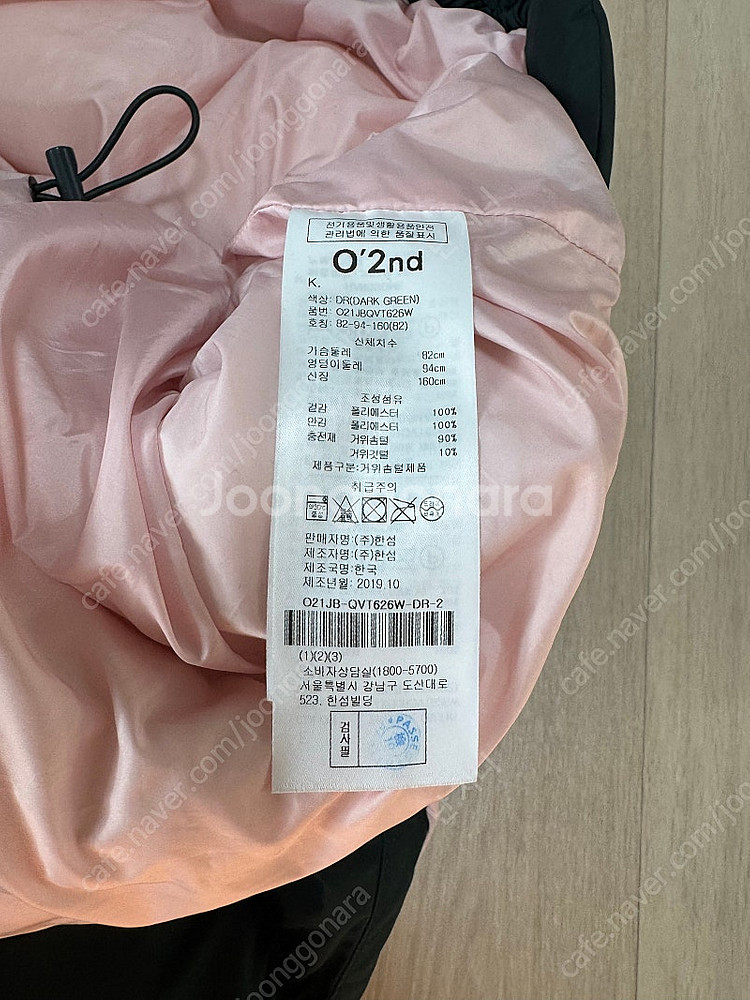 전기용품및생활용품안전
관리법에 의한 품질표시
O'2nd
K.
색상: DR(DARK GREEN)
품번: O21JBQVT626W
호칭: 82-94-160(82)
신체치수
가슴둘레 82cm
엉덩이둘레 94cm
신장 160cm
조성섬유
겉감 폴리에스터 100%
안감 폴리에스터 100%
충전재 거위솜털 90%
거위깃털 10%
제품구분:거위솜털제품
취급주의
Joonggonara
판매자명:(주)한섬
제조자명:(주)한섬
제조국명:한국
제조년월: 2019.10
O21JB-QVT626W-DR-2
(1)(2)(3)
소비자상담실(1800-5700)
서울특별시 강남구 도산대로
523, 한섬빌딩
검사필
PASSE
cafe.naver.com/joonggonara